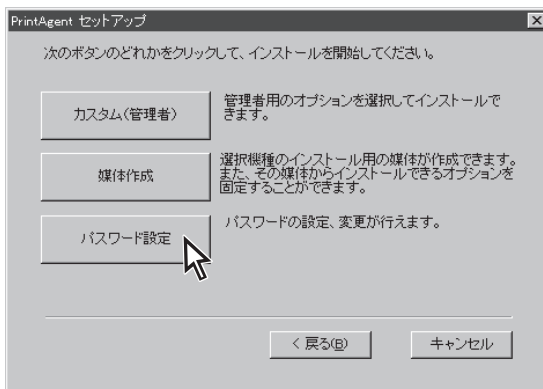 PrintAgent セットアップ
次のボタンのどれかをクリックして、インストールを開始してください。
カスタム(管理者)
管理者用のオプションを選択してインストールで
きます。
媒体作成
選択機種のインストール用の媒体が作成できます。
また、その媒体からインストールできるオプションを
固定することができます。
パスワード設定
パスワードの設定、変更が行えます。
< 戻る(B)
キャンセル